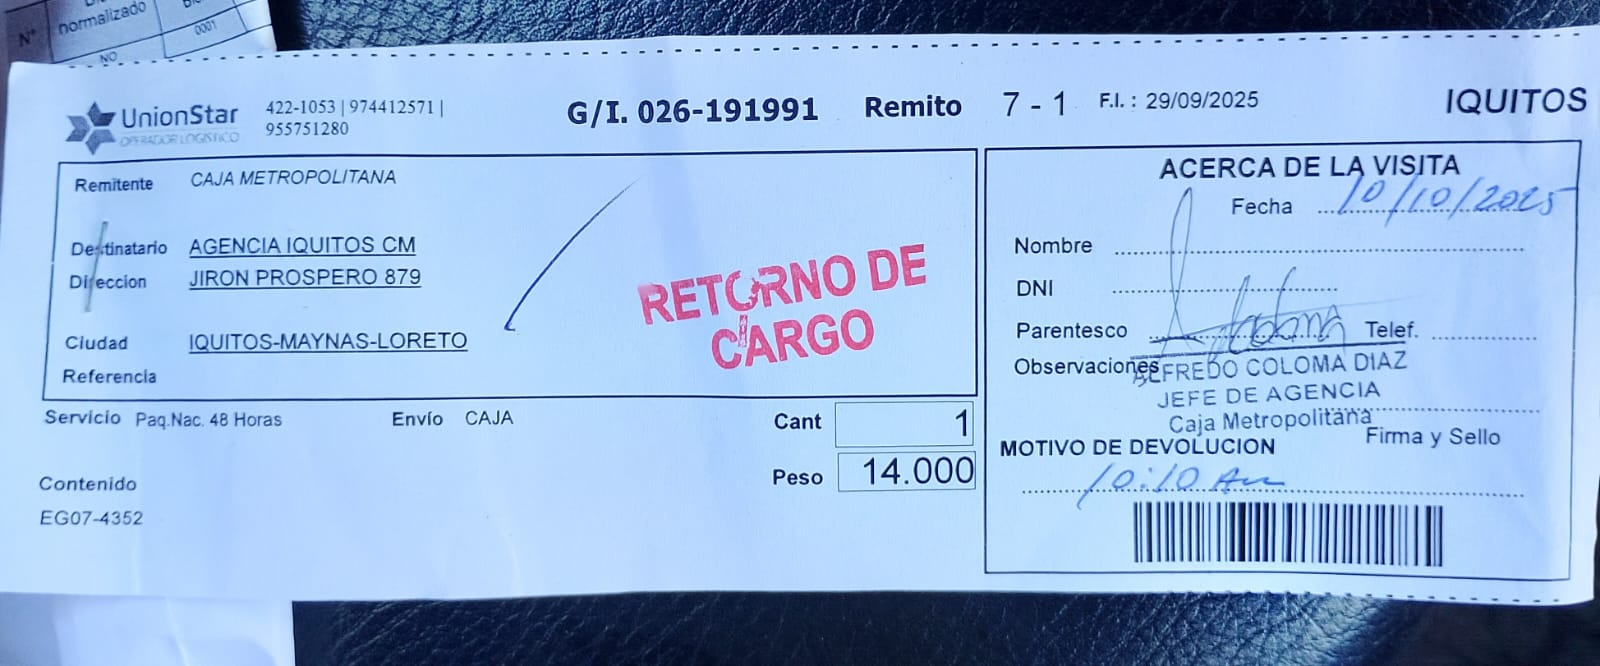 N°
normalizado
0001
NO
UnionStar
OPERADOR LOGISTICO
422-1053 | 974412571 |
955751280
G/I. 026-191991 Remito 7 - 1 F.I. : 29/09/2025 IQUITOS
Remitente CAJA METROPOLITANA
Destinatario AGENCIA IQUITOS CM
Direccion JIRON PROSPERO 879
Ciudad IQUITOS-MAYNAS-LORETO
Referencia
RETORNO DE
CARGO
Servicio Paq.Nac. 48 Horas Envío CAJA Cant 1
Peso 14.000
Contenido
EG07-4352
ACERCA DE LA VISITA
Fecha 10/10/2025
Nombre
DNI
Parentesco Telef.
Observaciones
ALFREDO COLOMA DIAZ
JEFE DE AGENCIA
Caja Metropolitana
Firma y Sello
MOTIVO DE DEVOLUCION
10:10 Am